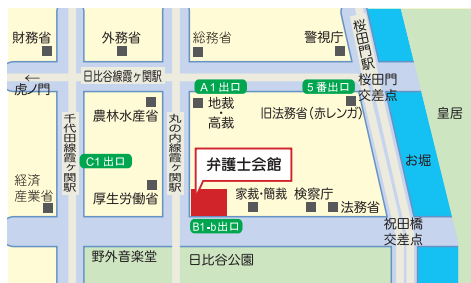 財務省
外務省
総務省
警視庁
桜田門駅
←
虎ノ門
日比谷線霞ヶ関駅
A1出口
5番出口
桜田門
交差点
皇居
農林水産省
地裁
・
高裁
旧法務省(赤レンガ)
千代田線霞ヶ関駅
丸の内線霞ヶ関駅
C1出口
お堀
弁護士会館
経済
産業省
厚生労働省
家裁・簡裁
検察庁
法務省
B1-b出口
祝田橋
交差点
野外音楽堂
日比谷公園